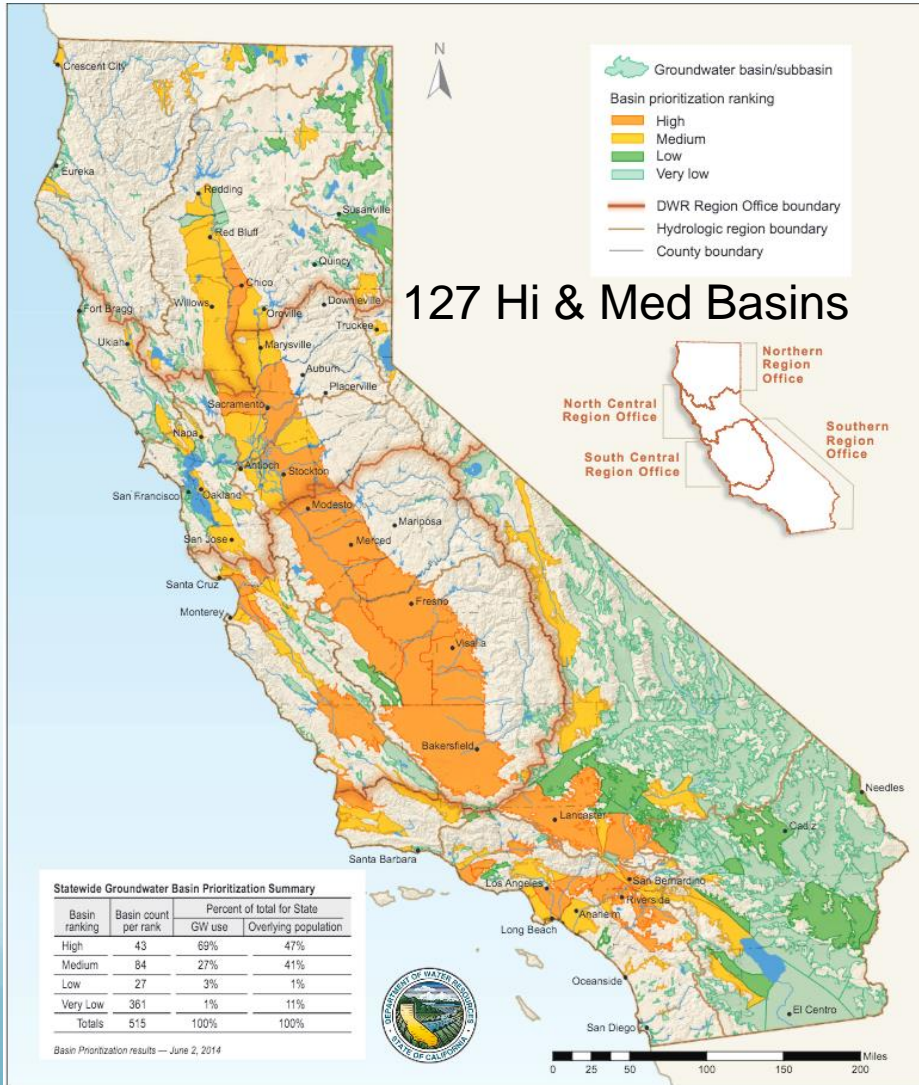 N
Crescent City
Eureka
Redding
Red Bluff
Susanville
Quincy
Chico
Willows
Oroville
Downieville
Fort Bragg
Ukiah
Truckee
Marysville
Auburn
Placerville
Sacramento
Napa
Antioch
Stockton
San Francisco
Oakland
Modesto
Mariposa
San Jose
Merced
Santa Cruz
Monterey
Fresno
Visalia
Bakersfield
Needles
Cadiz
Lancaster
Santa Barbara
Los Angeles
San Bernardino
Riverside
Anaheim
Long Beach
Oceanside
El Centro
San Diego
Groundwater basin/subbasin
Basin prioritization ranking
High
Medium
Low
Very low
DWR Region Office boundary
Hydrologic region boundary
County boundary
127 Hi & Med Basins
Northern
Region
Office
North Central
Region Office
Southern
Region
Office
South Central
Region Office
Statewide Groundwater Basin Prioritization Summary
Basin ranking Basin count per rank Percent of total for State
GW use Overlying population
High 43 69% 47%
Medium 84 27% 41%
Low 27 3% 1%
Very Low 361 1% 11%
Totals 515 100% 100%
Basin Prioritization results — June 2, 2014
DEPARTMENT OF WATER RESOURCES
STATE OF CALIFORNIA
Miles
0 25 50 100 150 200